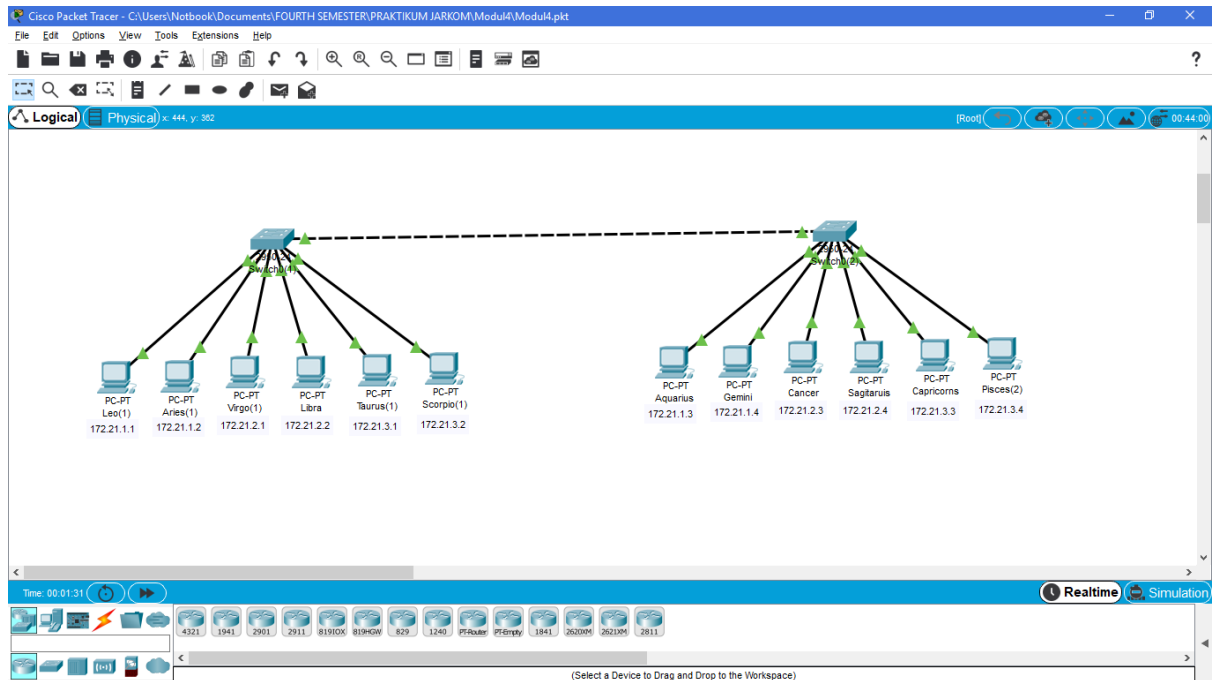 Cisco Packet Tracer - C:\Users\Notbook\Documents\FOURTH SEMESTER\PRAKTIKUM JARKOM\Modul4\Modul4.pkt
File Edit Options View Tools Extensions Help
?
Logical Physical x: 444, y: 362 [Root] 00:44:00
2950-24
Switch0(4)
2950-24
Switch0(2)
PC-PT
Leo(1)
172.21.1.1
PC-PT
Aries(1)
172.21.1.2
PC-PT
Virgo(1)
172.21.2.1
PC-PT
Libra
172.21.2.2
PC-PT
Taurus(1)
172.21.3.1
PC-PT
Scorpio(1)
172.21.3.2
PC-PT
Aquarius
172.21.1.3
PC-PT
Gemini
172.21.1.4
PC-PT
Cancer
172.21.2.3
PC-PT
Sagitaruis
172.21.2.4
PC-PT
Capricorns
172.21.3.3
PC-PT
Pisces(2)
172.21.3.4
Time: 00:01:31 Realtime Simulation
4321 1941 2901 2911 819IOX 819HGW 829 1240 PT-Router PT-Empty 1841 2620XM 2621XM 2811
(Select a Device to Drag and Drop to the Workspace)